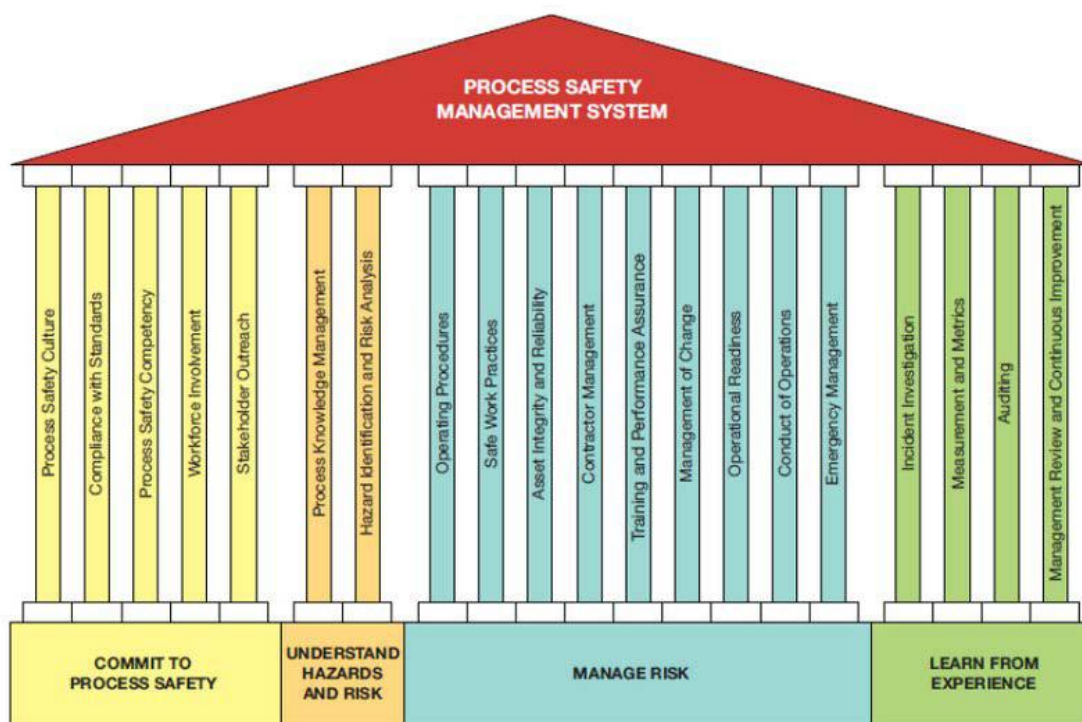 PROCESS SAFETY
MANAGEMENT SYSTEM
Process Safety Culture
Compliance with Standards
Process Safety Competency
Workforce Involvement
Stakeholder Outreach
Process Knowledge Management
Hazard Identification and Risk Analysis
Operating Procedures
Safe Work Practices
Asset Integrity and Reliability
Contractor Management
Training and Performance Assurance
Management of Change
Operational Readiness
Conduct of Operations
Emergency Management
Incident Investigation
Measurement and Metrics
Auditing
Management Review and Continuous Improvement
COMMIT TO
PROCESS SAFETY
UNDERSTAND
HAZARDS
AND RISK
MANAGE RISK
LEARN FROM
EXPERIENCE